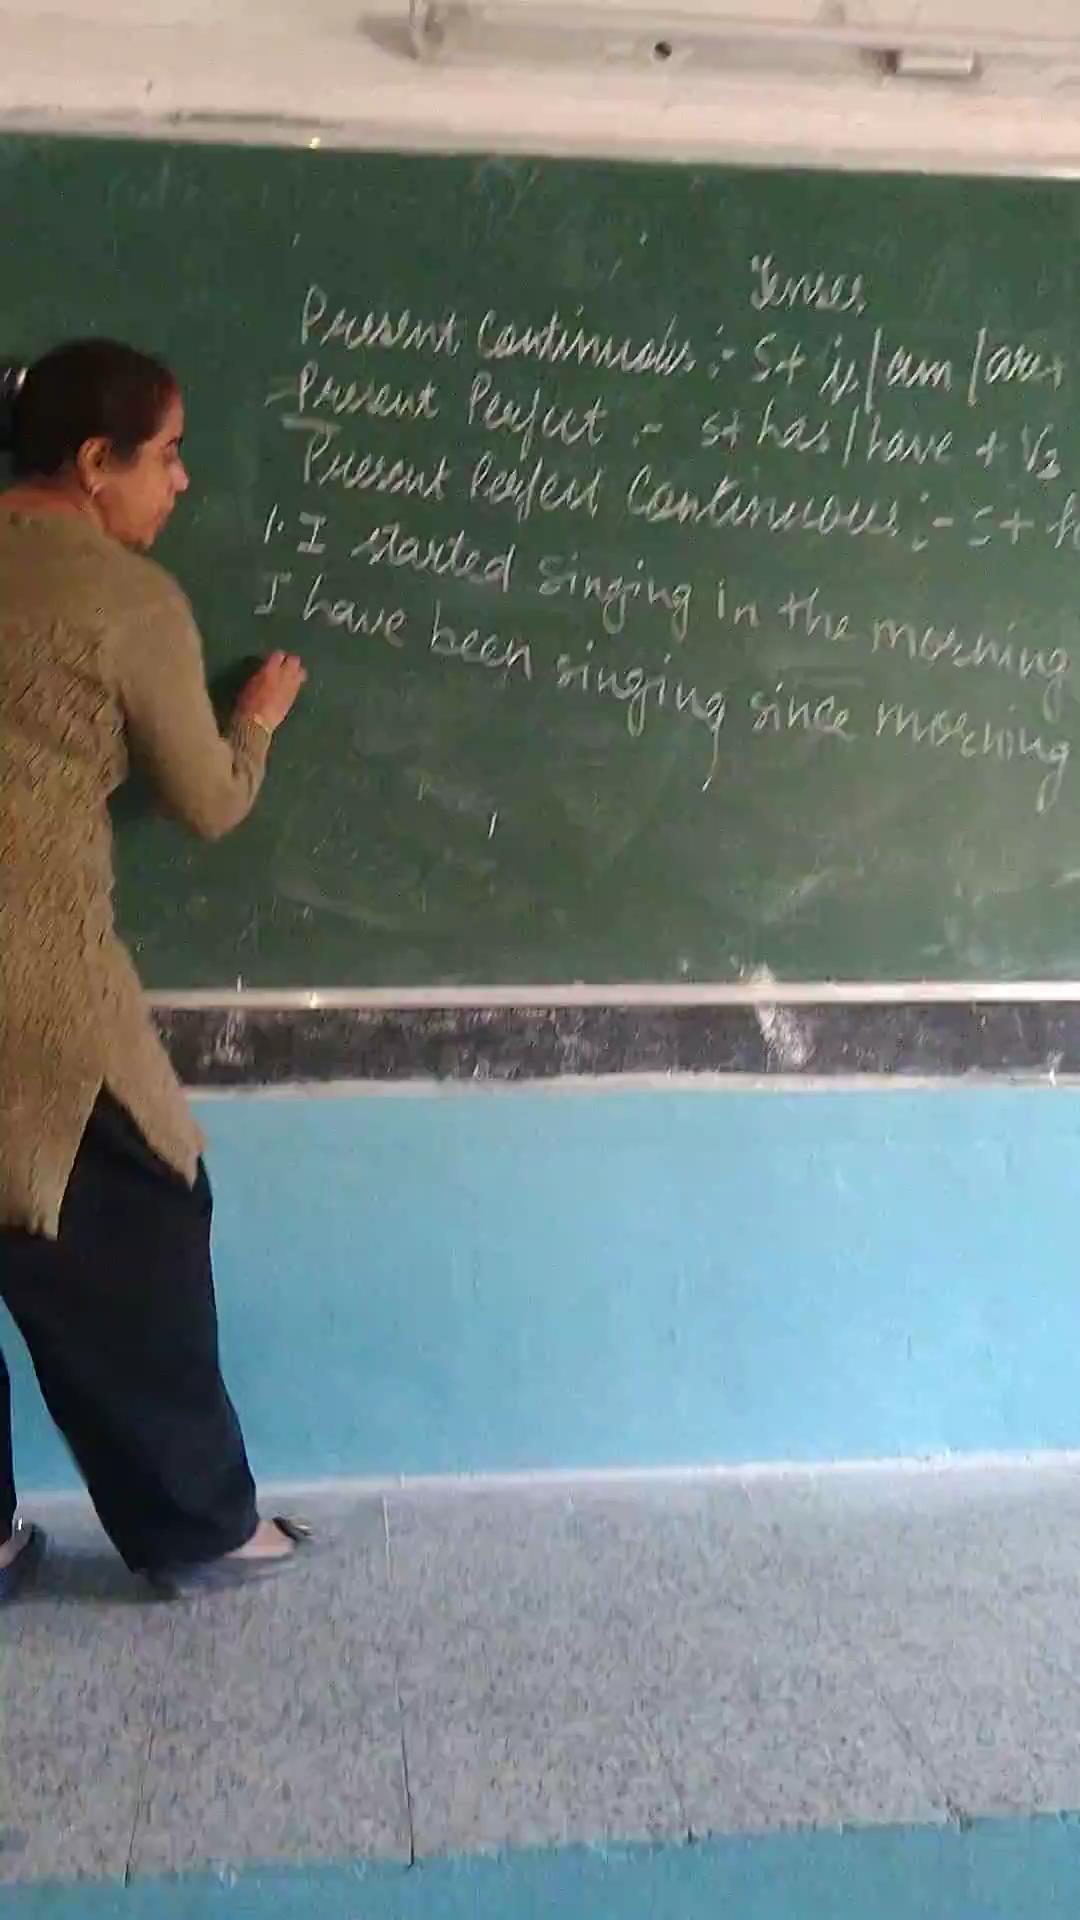 Tenses
Present Continuous :- S+ is/am/are+
Present Perfect :- S+ has/have + V3
Present Perfect Continuous :- S+
1. I started singing in the morning
I have been singing since morning